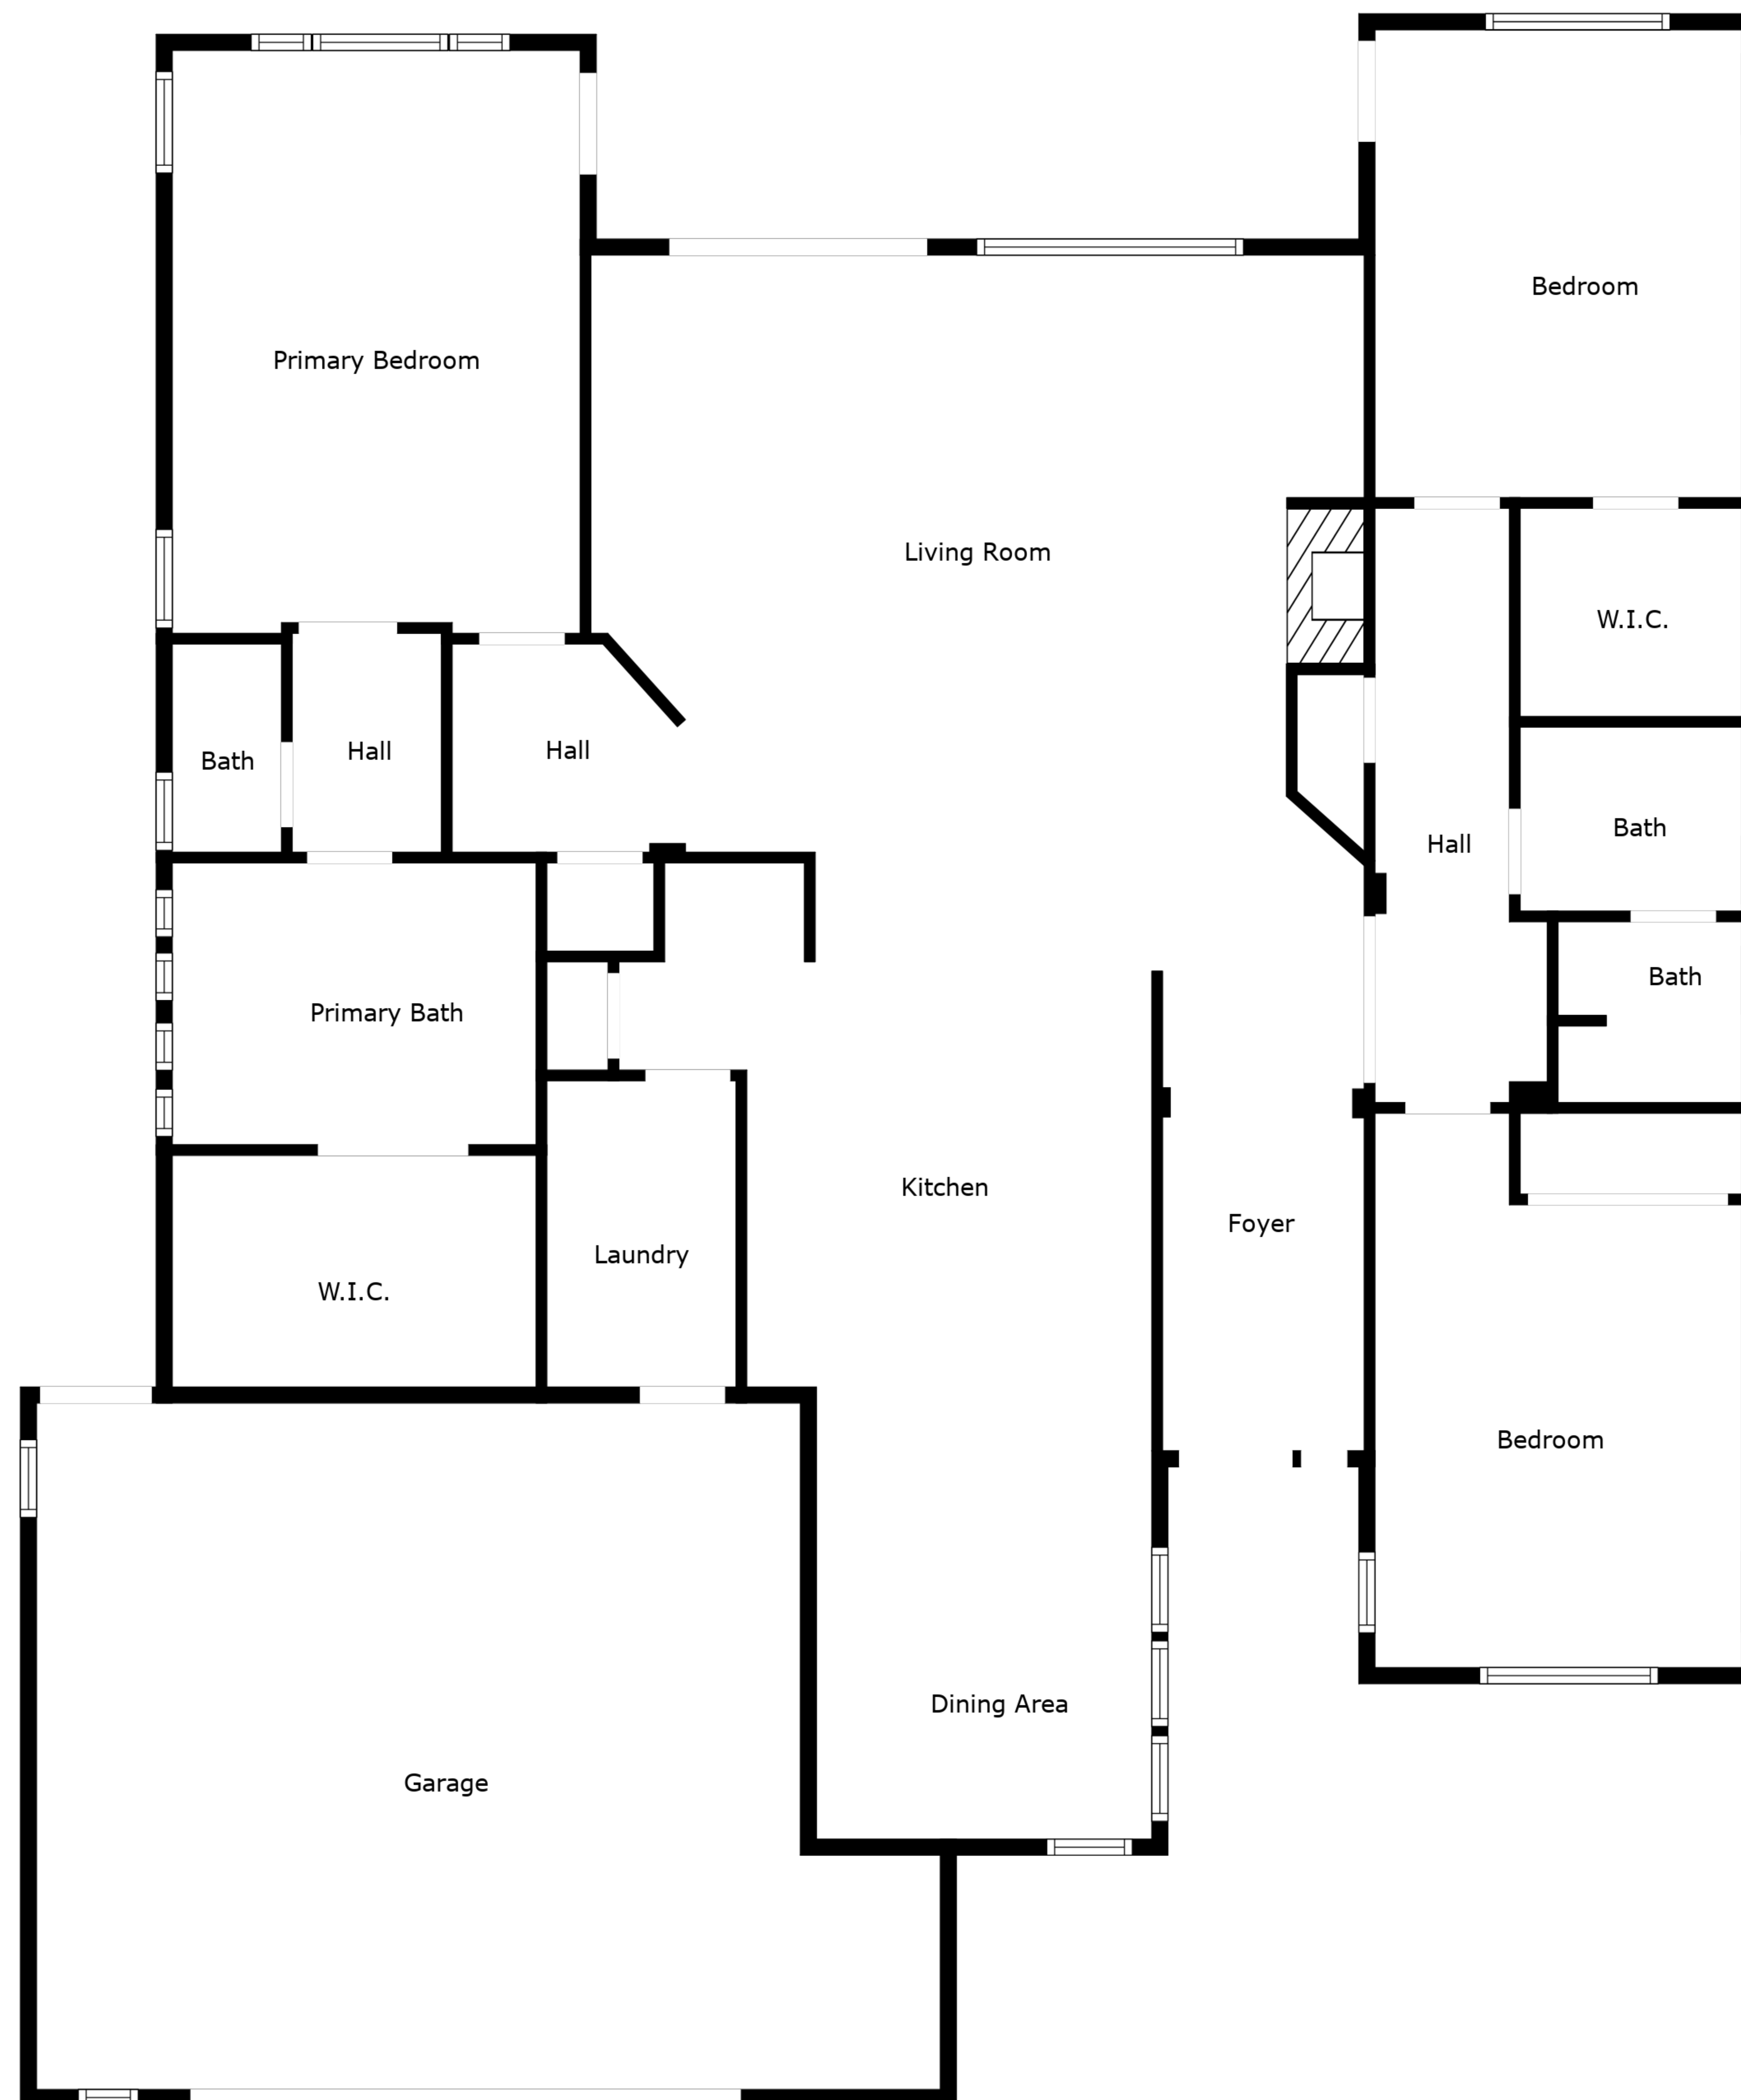 Bedroom
Primary Bedroom
Living Room
W.I.C.
Bath
Hall
Hall
Bath
Hall
Bath
Primary Bath
Kitchen
Foyer
Laundry
W.I.C.
Bedroom
Dining Area
Garage